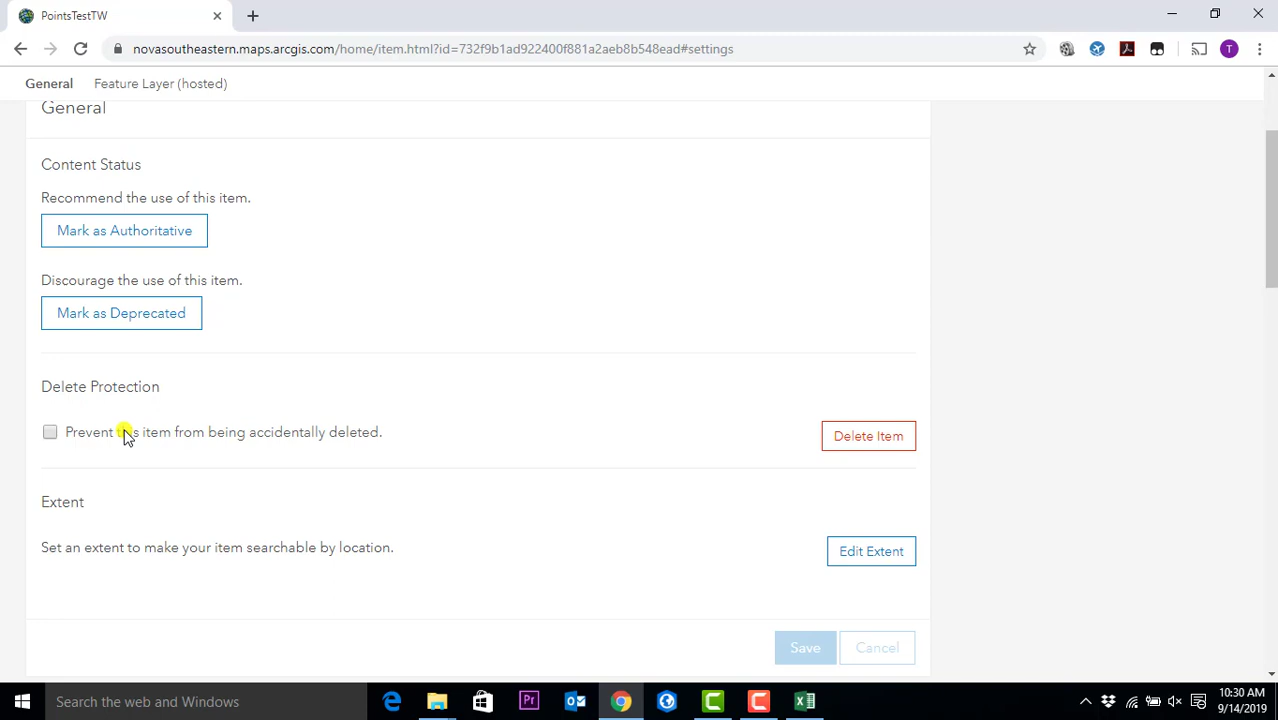 PointsTestTW
novasoutheastern.maps.arcgis.com/home/item.html?id=732f9b1ad922400f881a2aeb8b548ead#settings
T
General Feature Layer (hosted)
General
Content Status
Recommend the use of this item.
Mark as Authoritative
Discourage the use of this item.
Mark as Deprecated
Delete Protection
Prevent this item from being accidentally deleted.
Delete Item
Extent
Set an extent to make your item searchable by location.
Edit Extent
Save Cancel
Search the web and Windows
10:30 AM
9/14/2019